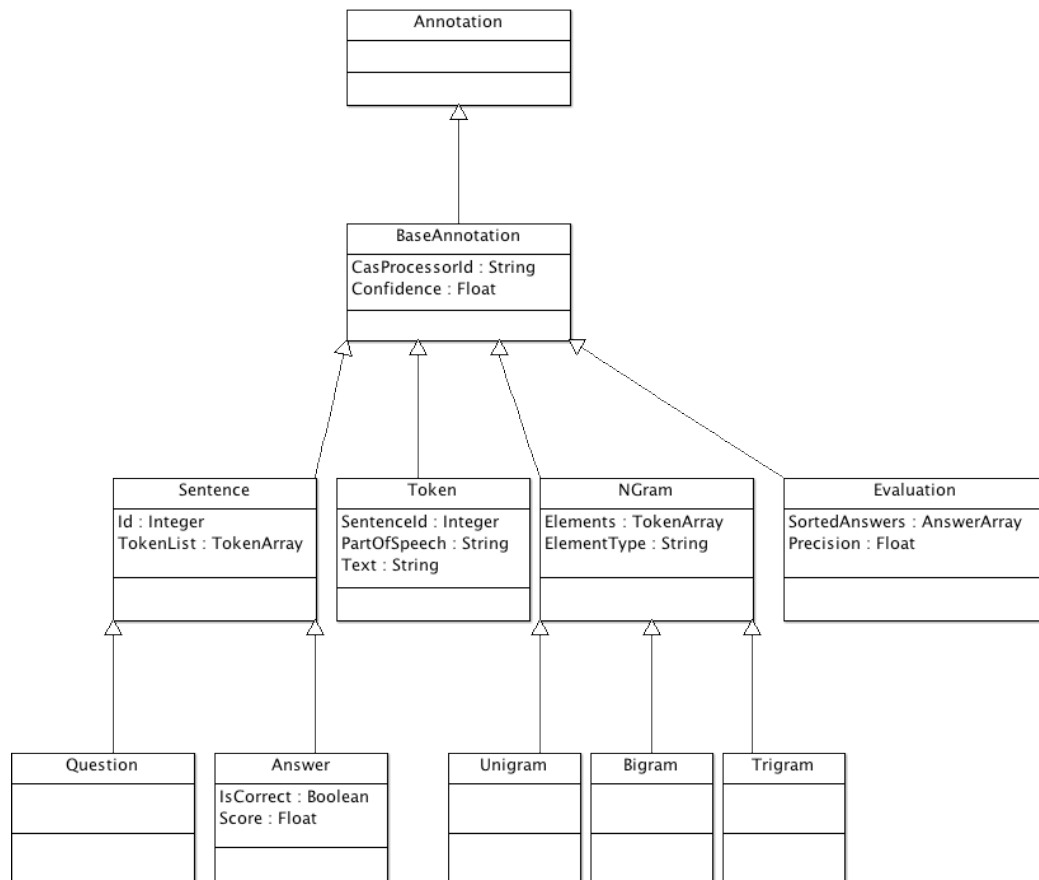 Annotation
BaseAnnotation
CasProcessorId : String
Confidence : Float
Sentence
Id : Integer
TokenList : TokenArray
Token
SentenceId : Integer
PartOfSpeech : String
Text : String
NGram
Elements : TokenArray
ElementType : String
Evaluation
SortedAnswers : AnswerArray
Precision : Float
Question
Answer
IsCorrect : Boolean
Score : Float
Unigram
Bigram
Trigram